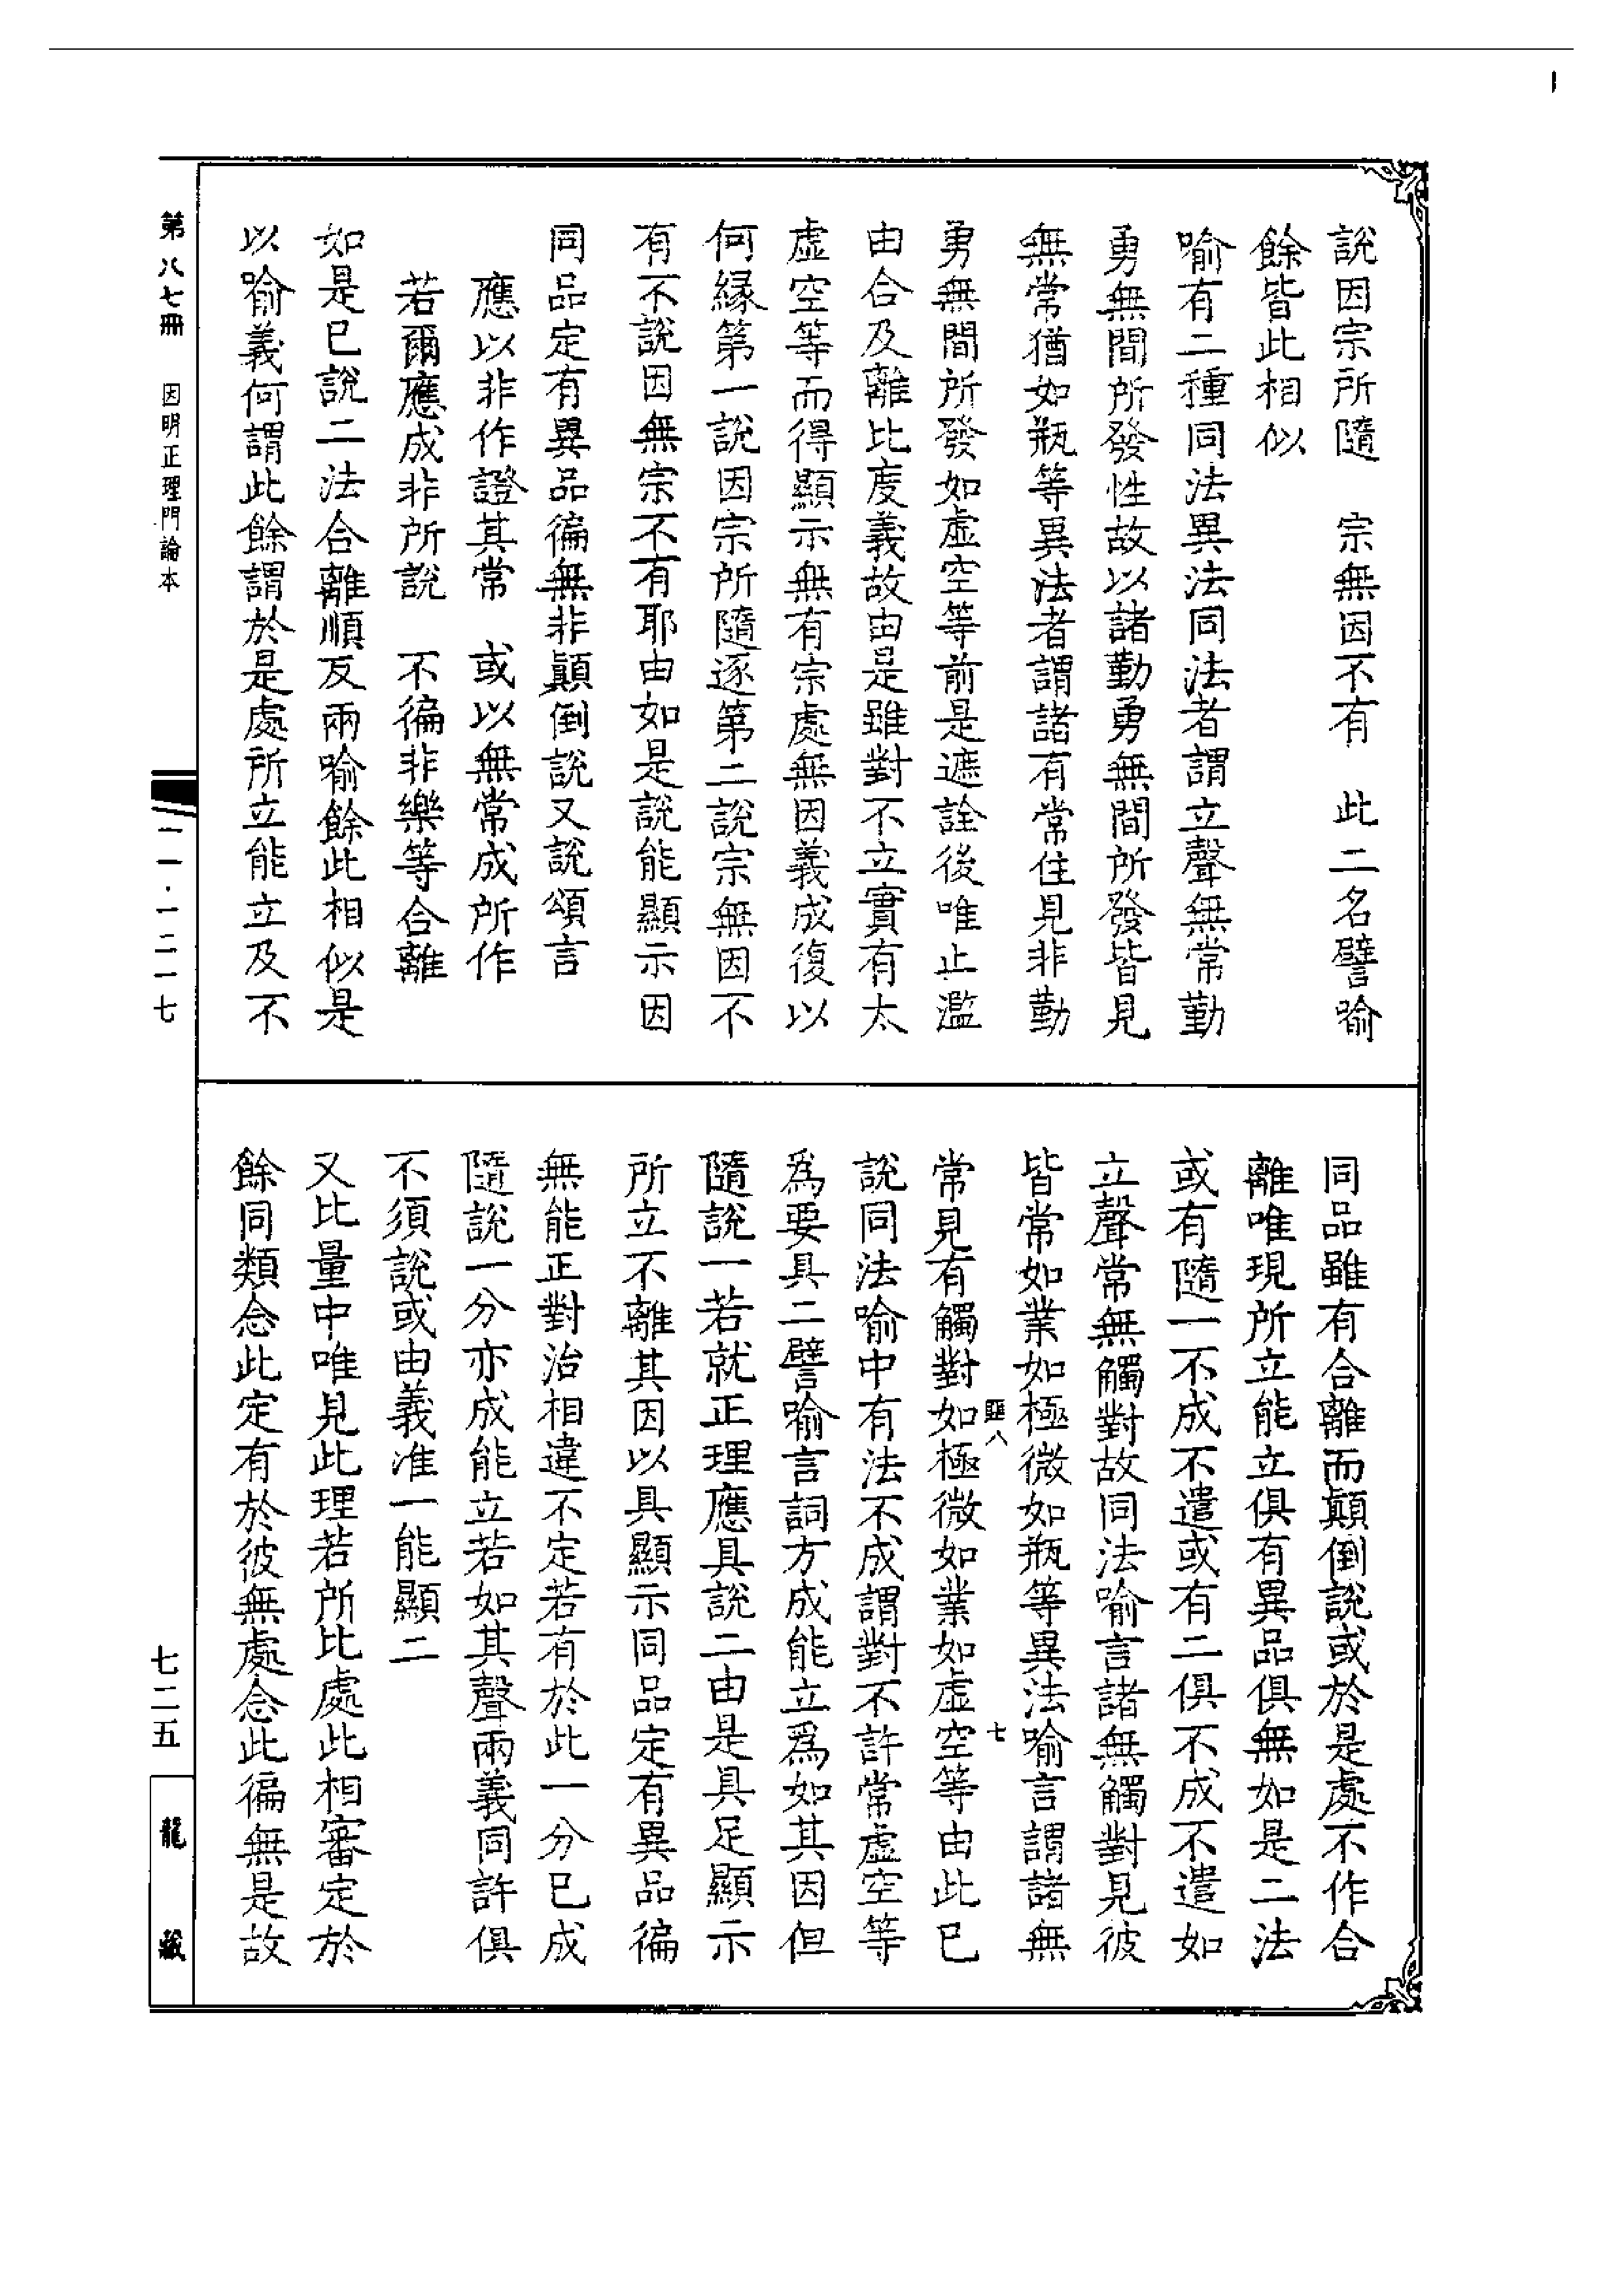 說因宗所隨　宗無因不有　此二名譬喻
餘皆此相似
喻有二種同法異法同法者謂立聲無常勤
勇無間所發性故以諸勤勇無間所發皆見
無常猶如瓶等異法者謂諸有常住見非勤
勇無間所發如虛空等前是遮詮後唯止濫
由合及離比度義故由是雖對不立實有太
虛空等而得顯示無有宗處無因義成復以
何緣第一說因宗所隨逐第二說宗無因不
有不說因無宗不有耶由如是說能顯示因
同品定有異品徧無非顛倒說又說頌言
應以非作證其常　或以無常成所作
若爾應成非所說　不徧非樂等合離
如是已說二法合離順反兩喻餘此相似是
以喻義何謂此餘謂於是處所立能立及不
同品雖有合離而顛倒說或於是處不作合
離唯現所立能立俱有異品俱無如是二法
或有隨一不成不遣或有二俱不成不遣如
立聲常無觸對故同法喻言諸無觸對見彼
皆常如業如極微如瓶等異法喻言謂諸無
常見有觸對如極微如業如虛空等由此已
說同法喻中有法不成謂對不許常虛空等
為要具二譬喻言詞方成能立為如其因但
隨說一若就正理應具說二由是具足顯示
所立不離其因以具顯示同品定有異品徧
無能正對治相違不定若有於此一分已成
隨說一分亦成能立若如其聲兩義同許俱
不須說或由義准一能顯二
又比量中唯見此理若所比處此相審定於
餘同類念此定有於彼無處念此徧無是故
八
七
第八七冊　因明正理門論本
一一·一二一七
七二五
龍藏